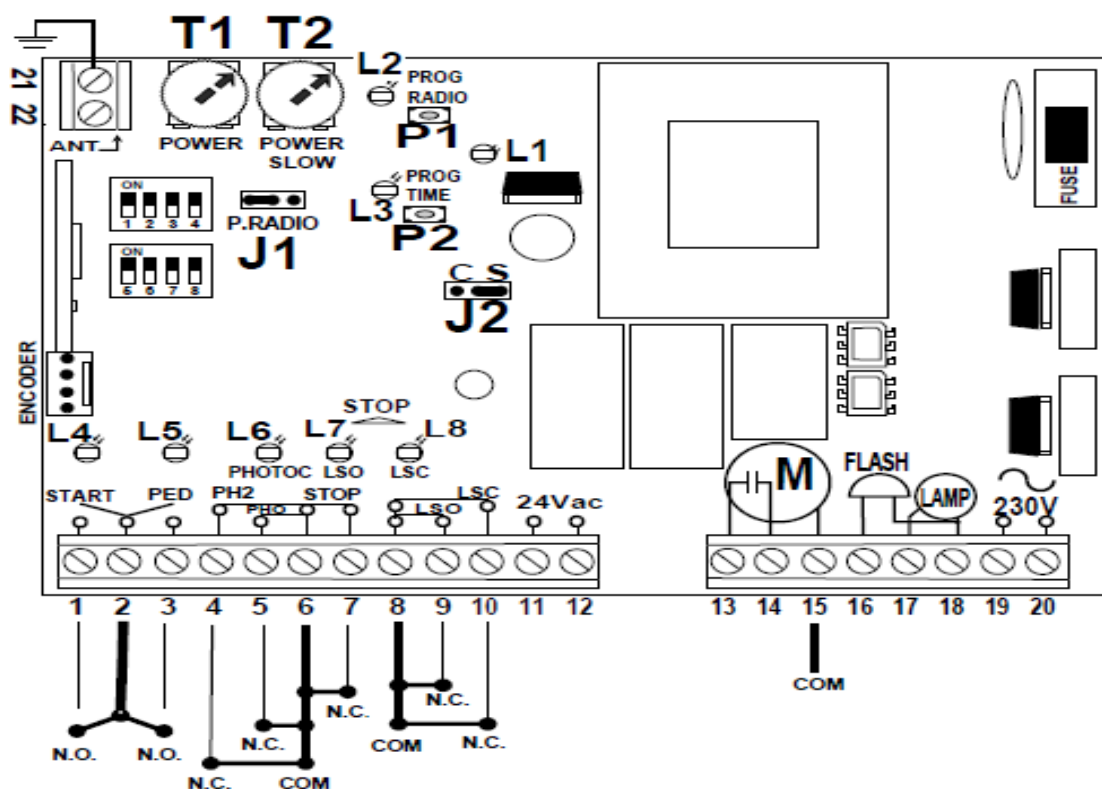 T1 T2
L2 PROG
RADIO
P1
21
22
ANT.
POWER
POWER
SLOW
L1
PROG
TIME
L3
P2
FUSE
ON
1 2 3 4
P.RADIO
J1
ON
5 6 7 8
C S
J2
ENCODER
STOP
L4 L5 L6 L7 L8
PHOTOC LSO LSC
M
FLASH
LAMP
230V
START PED PH2 STOP LSC 24Vac
PHO LSO
1 2 3 4 5 6 7 8 9 10 11 12 13 14 15 16 17 18 19 20
COM
N.C. N.C.
N.O. N.O. N.C. COM N.C.
N.C. COM